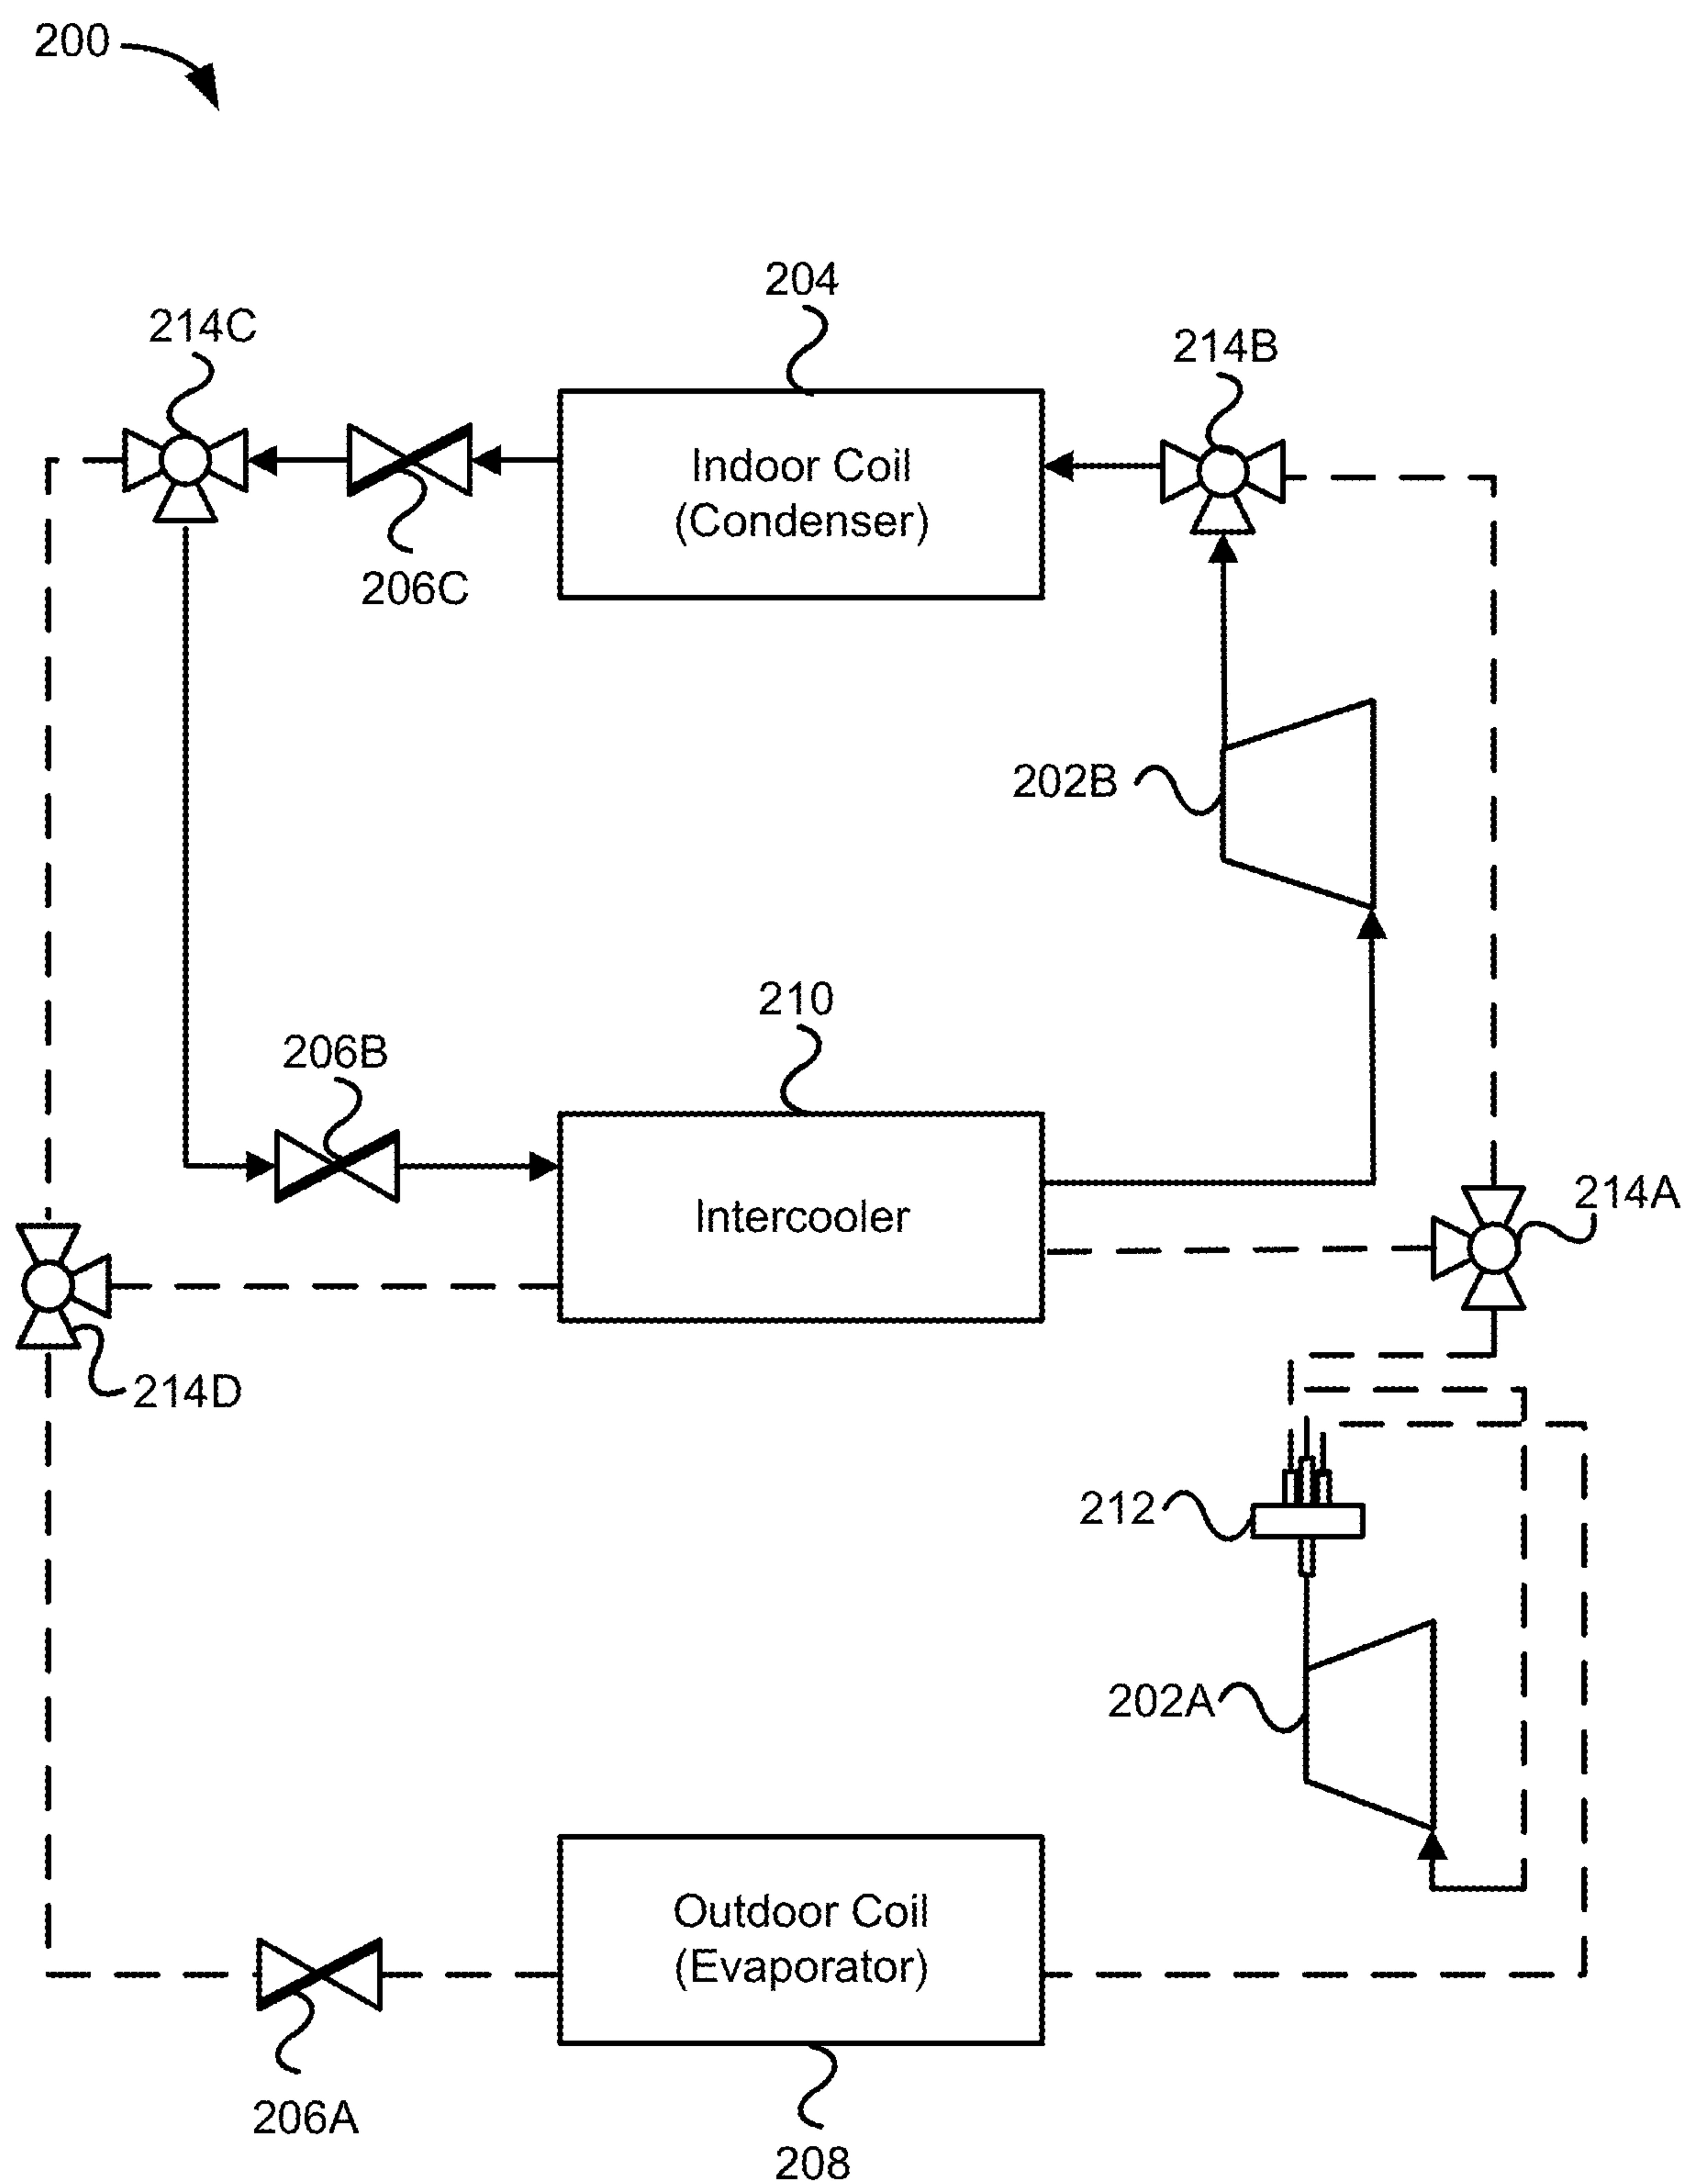 200
204
214C
214B
Indoor Coil
(Condenser)
206C
202B
210
206B
214A
Intercooler
214D
212
202A
Outdoor Coil
(Evaporator)
206A
208